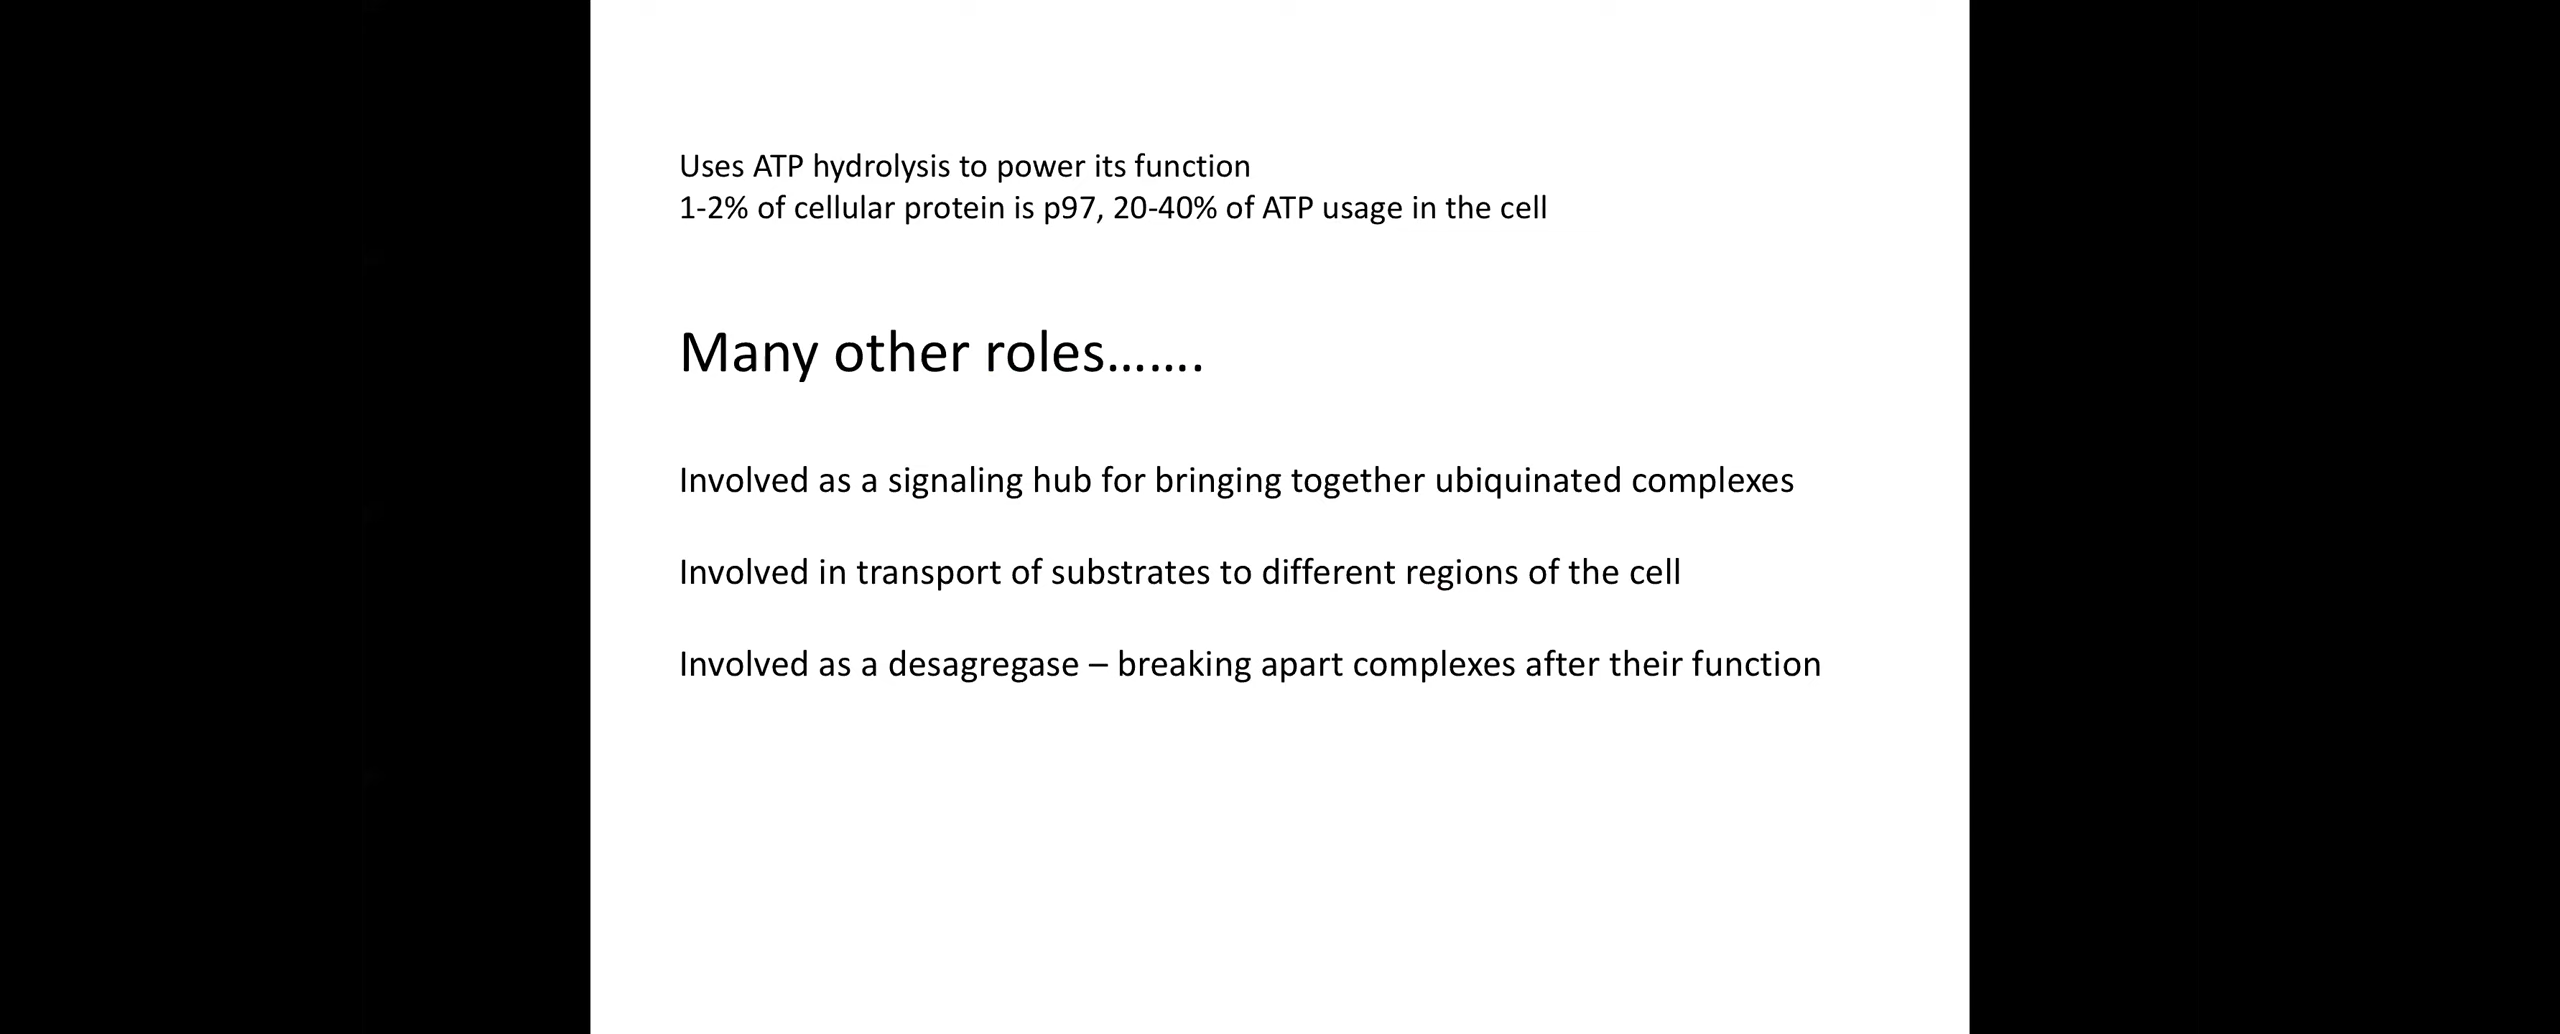 Uses ATP hydrolysis to power its function
1-2% of cellular protein is p97, 20-40% of ATP usage in the cell
Many other roles.......
Involved as a signaling hub for bringing together ubiquinated complexes
Involved in transport of substrates to different regions of the cell
Involved as a desagregase – breaking apart complexes after their function